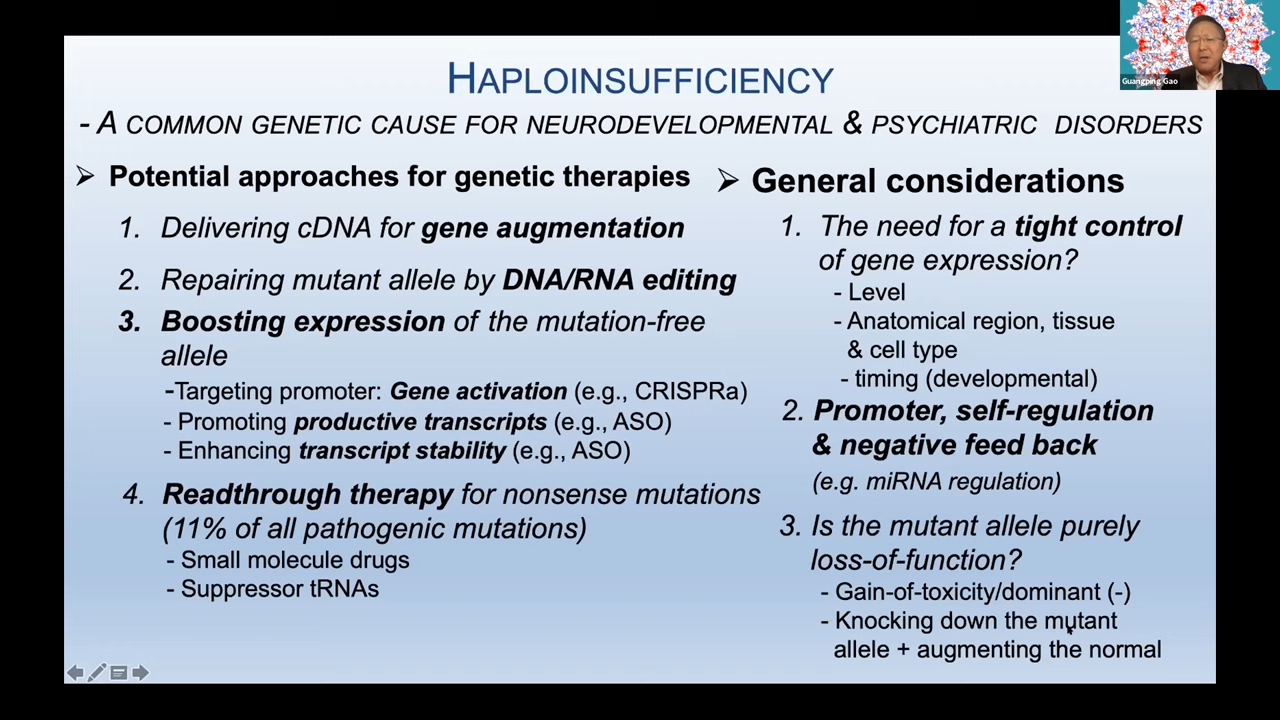 HAPLOINSUFFICIENCY
- A COMMON GENETIC CAUSE FOR NEURODEVELOPMENTAL & PSYCHIATRIC DISORDERS
➢ Potential approaches for genetic therapies
1. Delivering cDNA for gene augmentation
2. Repairing mutant allele by DNA/RNA editing
3. Boosting expression of the mutation-free
allele
-Targeting promoter: Gene activation (e.g., CRISPRa)
- Promoting productive transcripts (e.g., ASO)
- Enhancing transcript stability (e.g., ASO)
4. Readthrough therapy for nonsense mutations
(11% of all pathogenic mutations)
- Small molecule drugs
- Suppressor tRNAs
➢ General considerations
1. The need for a tight control
of gene expression?
- Level
- Anatomical region, tissue
& cell type
- timing (developmental)
2. Promoter, self-regulation
& negative feed back
(e.g. miRNA regulation)
3. Is the mutant allele purely
loss-of-function?
- Gain-of-toxicity/dominant (-)
- Knocking down the mutant
allele + augmenting the normal
Guangping Gao